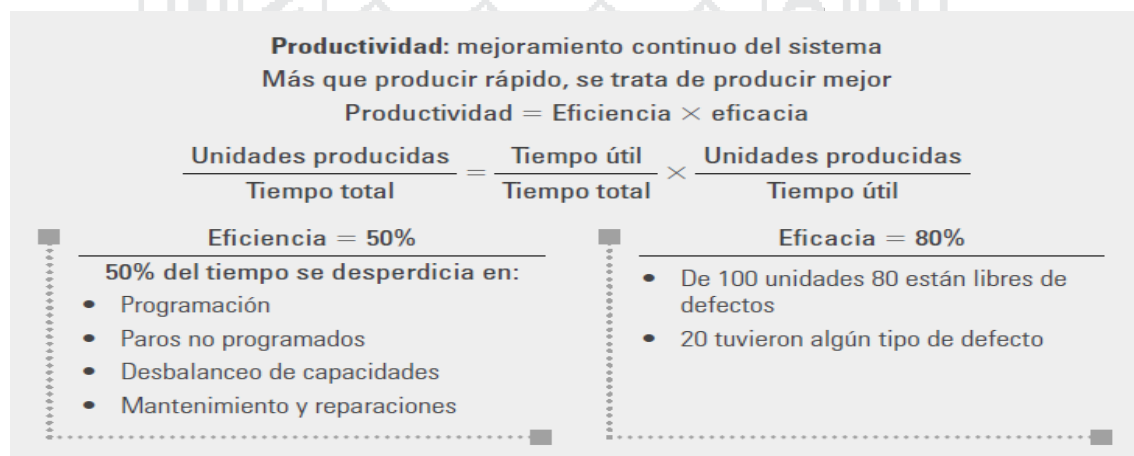 Productividad: mejoramiento continuo del sistema
Más que producir rápido, se trata de producir mejor
Productividad = Eficiencia × eficacia
Unidades producidas / Tiempo total = Tiempo útil / Tiempo total × Unidades producidas / Tiempo útil
Eficiencia = 50%
50% del tiempo se desperdicia en:
• Programación
• Paros no programados
• Desbalanceo de capacidades
• Mantenimiento y reparaciones
Eficacia = 80%
• De 100 unidades 80 están libres de
defectos
• 20 tuvieron algún tipo de defecto